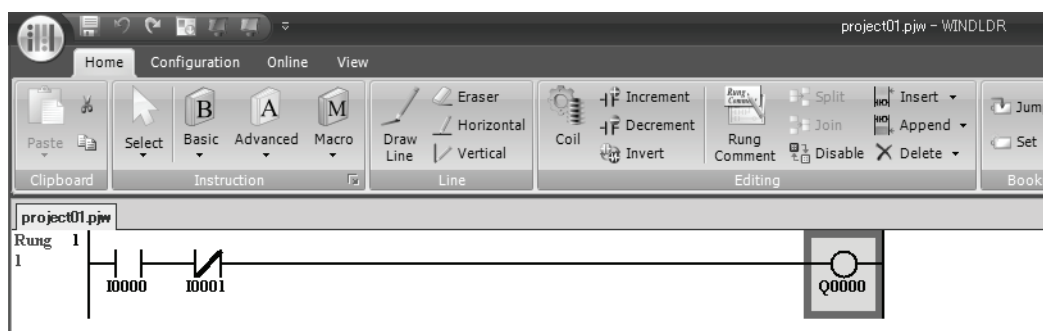 project01.pjw - WINDLDR
Home Configuration Online View
Paste
Clipboard
Select Basic Advanced Macro
B A M
Instruction
Draw Line
Eraser
Horizontal
Vertical
Line
Coil
Increment
Decrement
Invert
Rung Comment
Split
Join
Disable
Insert
Append
Delete
Editing
Jum
Set
Book
project01.pjw
Rung 1
1
I0000 I0001 Q0000